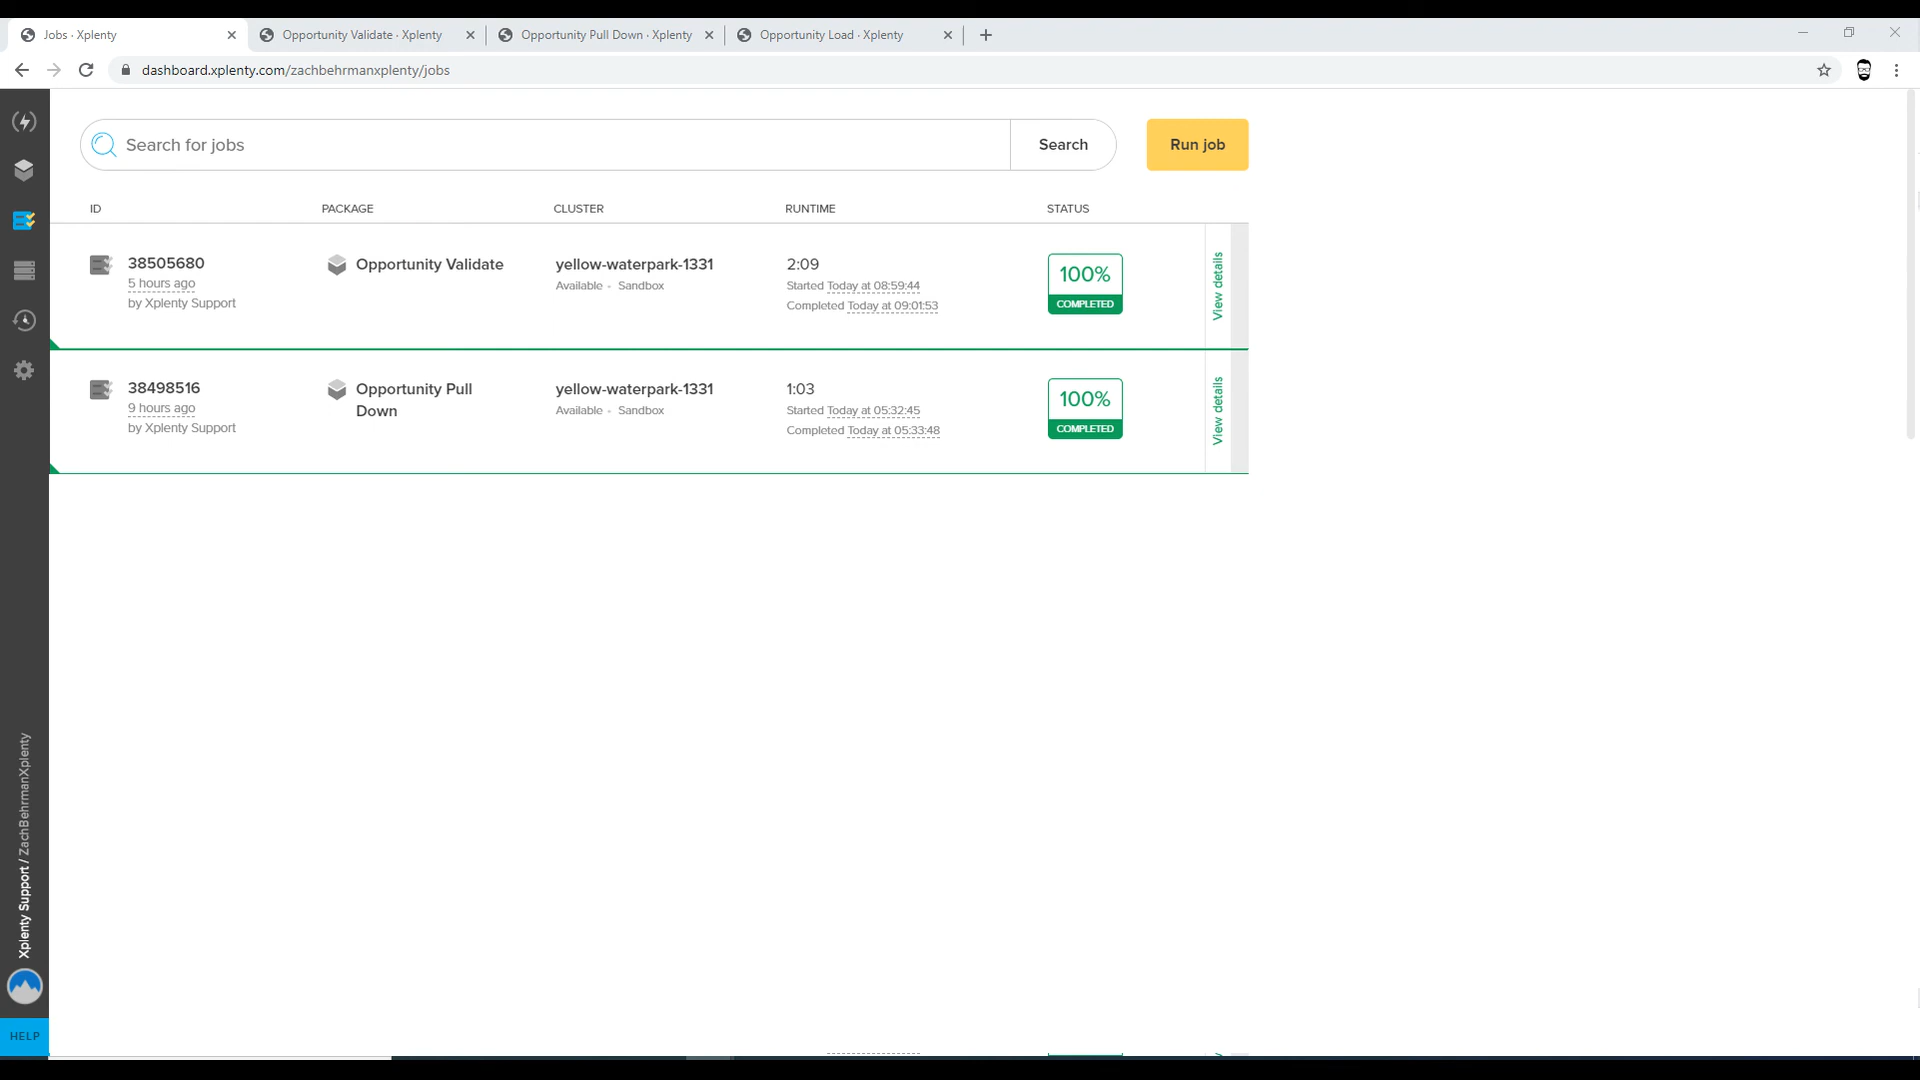 Jobs · Xplenty
Opportunity Validate · Xplenty
Opportunity Pull Down · Xplenty
Opportunity Load · Xplenty
dashboard.xplenty.com/zachbehrmanxplenty/jobs
Search for jobs
Search
Run job
ID
PACKAGE
CLUSTER
RUNTIME
STATUS
38505680
5 hours ago
by Xplenty Support
Opportunity Validate
yellow-waterpark-1331
Available - Sandbox
2:09
Started Today at 08:59:44
Completed Today at 09:01:53
100%
COMPLETED
View details
38498516
9 hours ago
by Xplenty Support
Opportunity Pull
Down
yellow-waterpark-1331
Available - Sandbox
1:03
Started Today at 05:32:45
Completed Today at 05:33:48
100%
COMPLETED
View details
Xplenty Support / ZachBehrmanXplenty
HELP